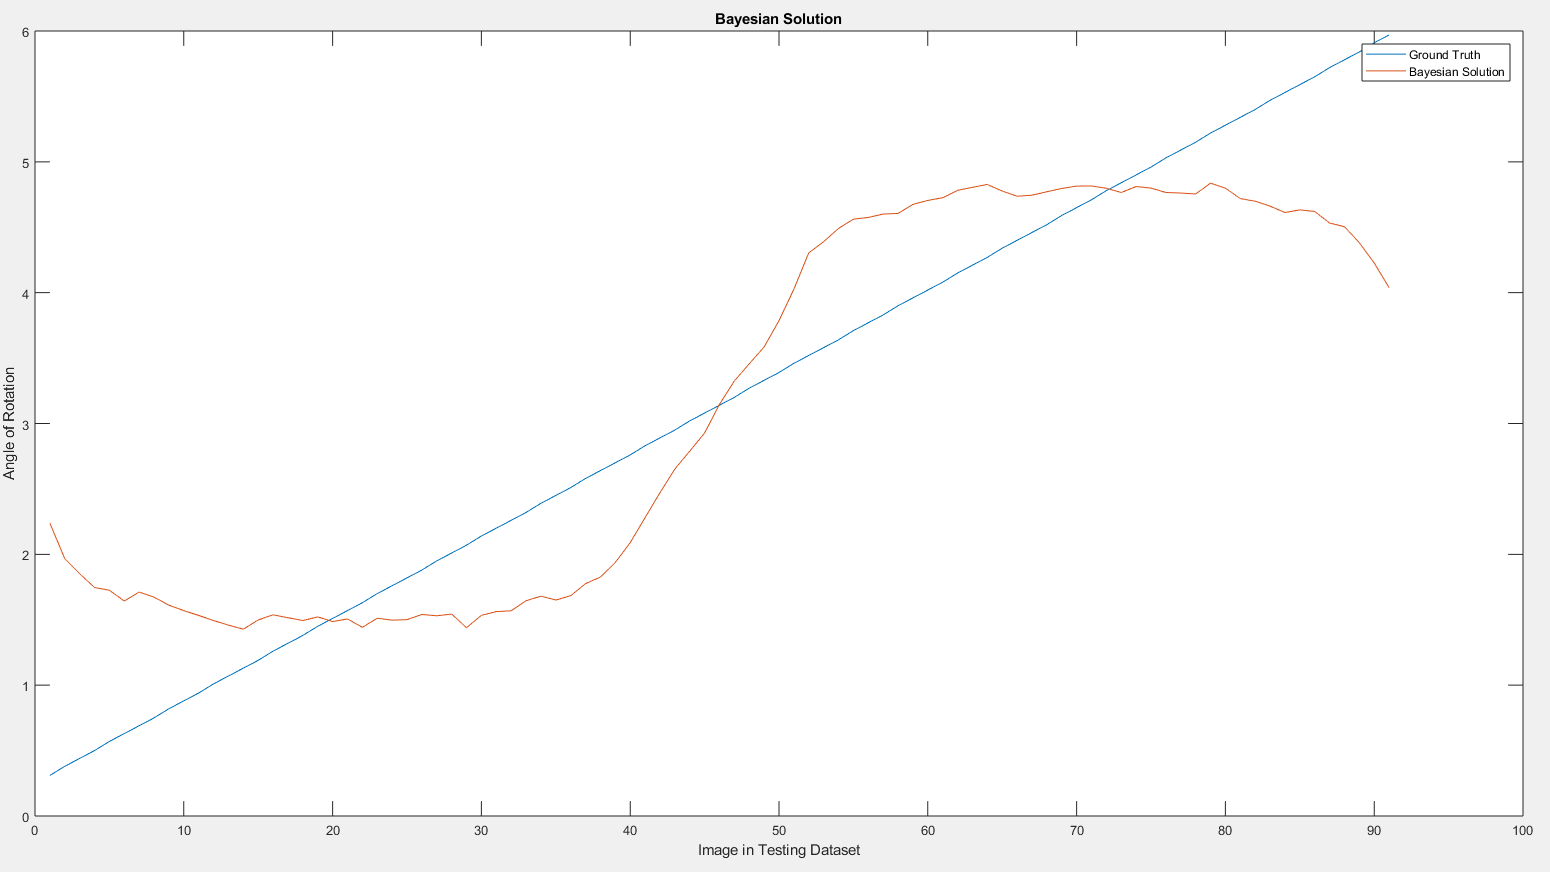 Bayesian Solution
Ground Truth
Bayesian Solution
6
5
4
3
2
1
0
Angle of Rotation
0 10 20 30 40 50 60 70 80 90 100
Image in Testing Dataset